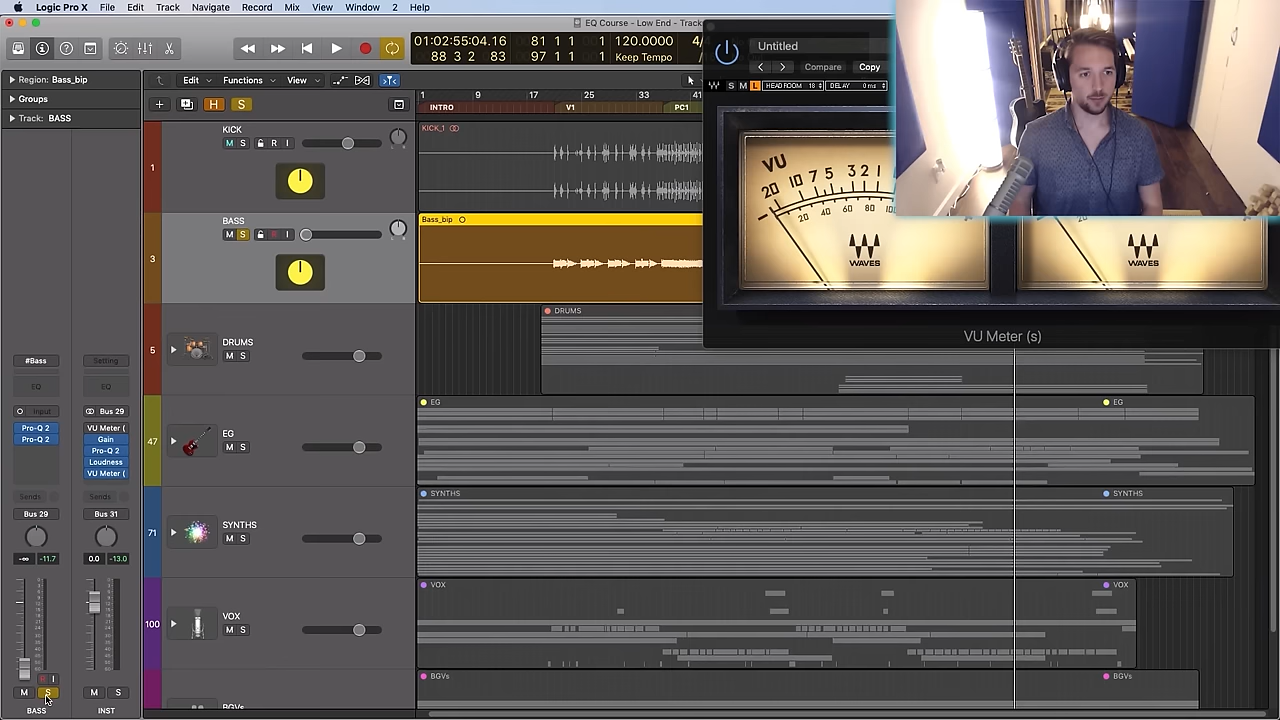 Logic Pro X File Edit Track Navigate Record Mix View Window 2 Help
EQ Course - Low End - Track
01:02:55:04.16 81 1 1 1 120.0000 4/
88 3 2 83 97 1 1 1 Keep Tempo
Untitled
Compare Copy
S M L HEADROOM 18 DELAY 0 ms
Region: Bass_bip
Groups
Track: BASS
Edit Functions View
H S
1 9 17 25 33 41
INTRO V1 PC1
1 KICK
M S R I
KICK_1
3 BASS
M S R I
Bass_bip
VU
20 10 7 5 3 2 1
20 40 60 80
WAVES
WAVES
VU Meter (s)
5 DRUMS
M S
DRUMS
47 EG
M S
EG EG
71 SYNTHS
M S
SYNTHS SYNTHS
100 VOX
M S
VOX VOX
BGVs
BGVs BGVs
#Bass Setting
EQ EQ
Input Bus 29
Pro-Q 2 VU Meter (
Pro-Q 2 Gain
Pro-Q 2
Loudness
VU Meter (
Sends Sends
Bus 29 Bus 31
-∞ -11.7 0.0 -13.0
R I
M S M S
BASS INST